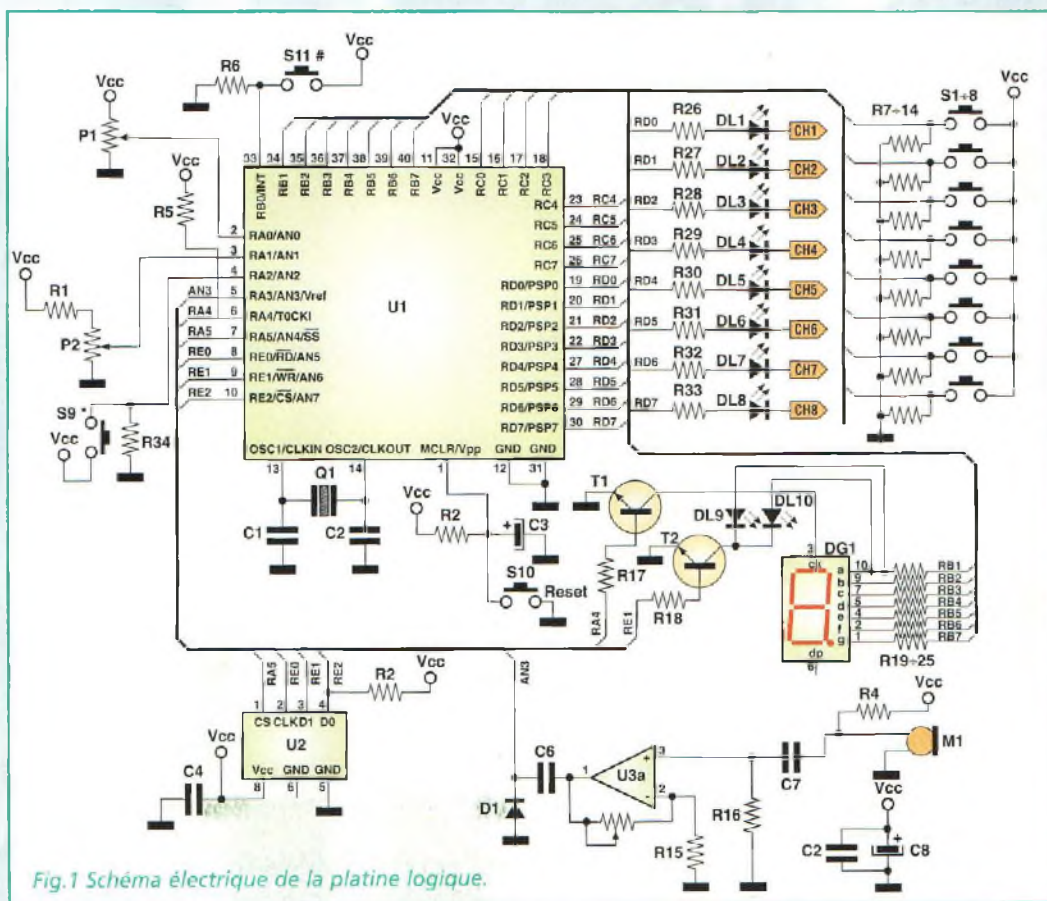 Vcc
S11 #
R6
Vcc
P1
R5
33 34 35 36 37 38 39 40 11 32 15 16 17 18
RB0/INT RB1 RB2 RB3 RB4 RB5 RB6 RB7 Vcc Vcc RC0 RC1 RC2 RC3
Vcc
Vcc
2 RA0/AN0
3 RA1/AN1
4 RA2/AN2
AN3 5 RA3/AN3/Vref
RA4 6 RA4/T0CKI
RA5 7 RA5/AN4/SS
RE0 8 RE0/RD/AN5
RE1 9 RE1/WR/AN6
RE2 10 RE2/CS/AN7
U1
RC4 23 RC4
RC5 24 RC5
RC6 25 RC6
RC7 26 RC7
RD0/PSP0 19 RD0
RD1/PSP1 20 RD1
RD2/PSP2 21 RD2
RD3/PSP3 22 RD3
RD4/PSP4 27 RD4
RD5/PSP5 28 RD5
RD6/PSP6 29 RD6
RD7/PSP7 30 RD7
OSC1/CLKIN OSC2/CLKOUT MCLR/Vpp GND GND
13 14 1 12 31
Vcc
R1
P2
S9 *
Vcc
R34
RD0 R26 DL1 CH1
RD1 R27 DL2 CH2
RD2 R28 DL3 CH3
RD3 R29 DL4 CH4
RD4 R30 DL5 CH5
RD5 R31 DL6 CH6
RD6 R32 DL7 CH7
RD7 R33 DL8 CH8
Vcc
R7÷14 S1÷8
Q1
C1
C2
Vcc
R2
C3
S10
Reset
T1
T2
R17
R18
RA4
RE1
DL9
DL10
DG1
3
ck
10 a
9 b
7 c
5 d
4 e
2 f
1 g
dp
6
RB1
RB2
RB3
RB4
RB5
RB6
RB7
R19÷25
RA5 RE0 RE1 RE2
R2
Vcc
1 2 3 4
CS CLK D1 D0
U2
Vcc GND GND
8 6 5
Vcc
C4
AN3
C6
D1
1
U3a
+ 3
- 2
R15
R16
C7
R4
Vcc
M1
Vcc
C2
+
C8
Fig.1 Schéma électrique de la platine logique.